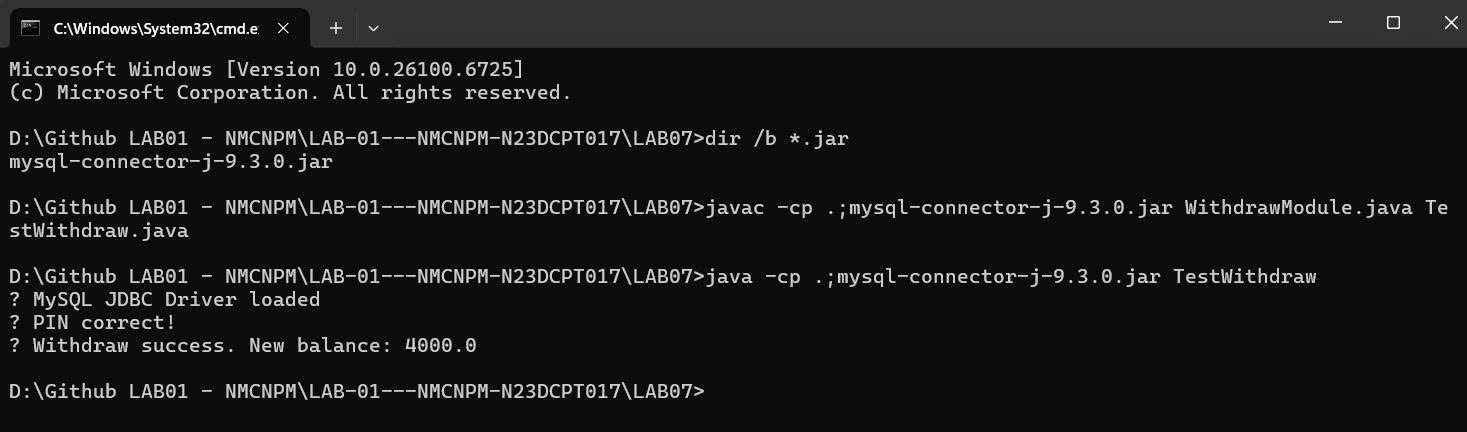 C:\Windows\System32\cmd.e
Microsoft Windows [Version 10.0.26100.6725]
(c) Microsoft Corporation. All rights reserved.
D:\Github LAB01 - NMCNPM\LAB-01---NMCNPM-N23DCPT017\LAB07>dir /b *.jar
mysql-connector-j-9.3.0.jar
D:\Github LAB01 - NMCNPM\LAB-01---NMCNPM-N23DCPT017\LAB07>javac -cp .;mysql-connector-j-9.3.0.jar WithdrawModule.java Te
stWithdraw.java
D:\Github LAB01 - NMCNPM\LAB-01---NMCNPM-N23DCPT017\LAB07>java -cp .;mysql-connector-j-9.3.0.jar TestWithdraw
? MySQL JDBC Driver loaded
? PIN correct!
? Withdraw success. New balance: 4000.0
D:\Github LAB01 - NMCNPM\LAB-01---NMCNPM-N23DCPT017\LAB07>